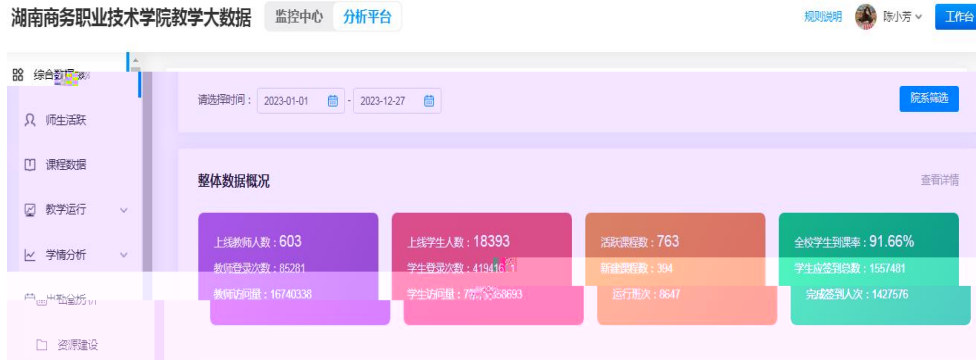 湖南商务职业技术学院教学大数据 监控中心 分析平台 规则说明 陈小芳 工作台
综合数据
请选择时间： 2023-01-01 - 2023-12-27 院系筛选
师生活跃
课程数据
整体数据概况 查看详情
教学运行
学情分析
上线教师人数：603
教师登录次数：85281
教师访问量：16740338
上线学生人数：18393
学生登录次数：419416
学生访问量：
活跃课程数：763
新建课程数：394
运行班次：8647
全校学生到课率：91.66%
学生应签到总数：1557481
完成签到人次：1427576
资源建设